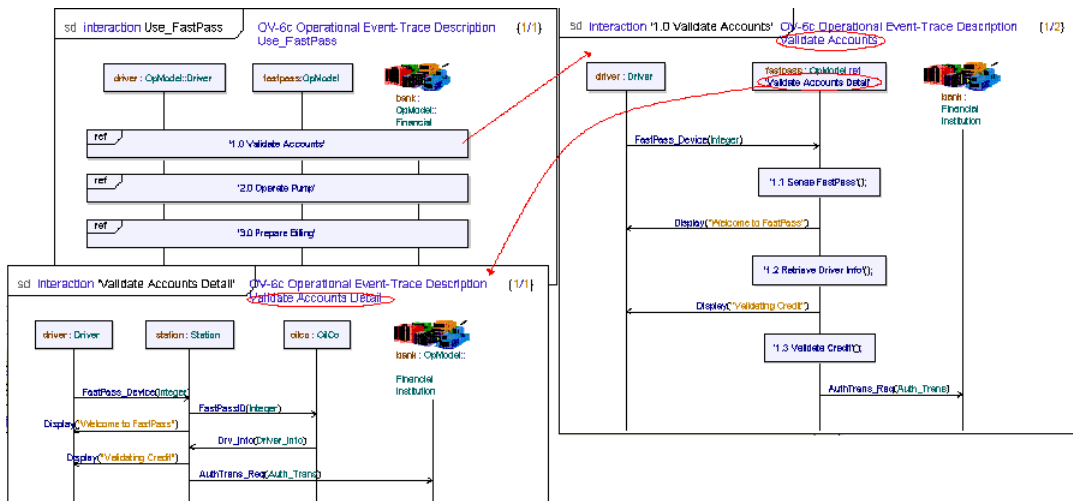 sd interaction Use_FastPass
OV-6c Operational Event-Trace Description
Use_FastPass
{1/1}
driver : OpModel::Driver
fastpass:OpModel
bank :
OpModel::
Financial
ref
'1.0 Validate Accounts'
ref
'2.0 Operate Pump'
ref
'3.0 Prepare Billing'
sd interaction '1.0 Validate Accounts'
OV-6c Operational Event-Trace Description
Validate Accounts
{1/2}
driver : Driver
fastpass : OpModel ref
'Validate Accounts Detail'
bank :
Financial
Institution
FastPass_Device(Integer)
'1.1 Sense FastPass'();
Display("Welcome to FastPass")
'1.2 Retrieve Driver Info'();
Display("Validating Credit")
'1.3 Validate Credit'();
AuthTrans_Req(Auth_Trans)
sd interaction 'Validate Accounts Detail'
OV-6c Operational Event-Trace Description
Validate Accounts Detail
{1/1}
driver : Driver
station : Station
oilco : OilCo
bank : OpModel::
Financial
Institution
FastPass_Device(Integer)
FastPassID(Integer)
Display("Welcome to FastPass")
Drv_Info(Driver_Info)
Display("Validating Credit")
AuthTrans_Req(Auth_Trans)